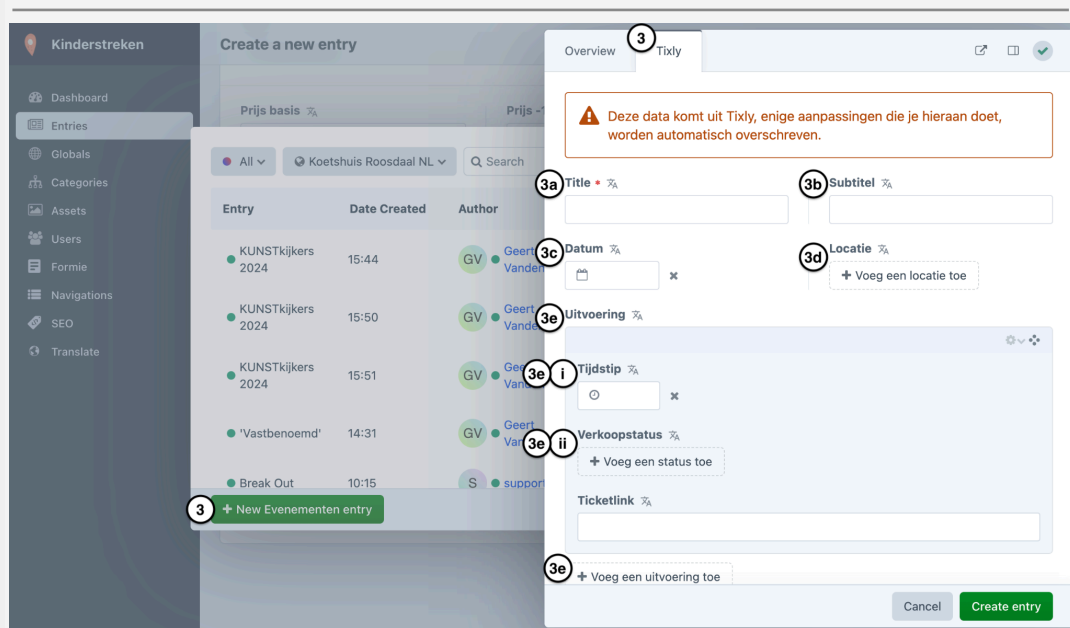 Kinderstreken
Dashboard
Entries
Globals
Categories
Assets
Users
Formie
Navigations
SEO
Translate
Create a new entry
Prijs basis
Prijs -1
All
Koetshuis Roosdaal NL
Search
Entry Date Created Author
KUNSTkijkers
2024
15:44 GV Geert
Vanden
KUNSTkijkers
2024
15:50 GV Geert
Vande
KUNSTkijkers
2024
15:51 GV Gee
Van
'Vastbenoemd' 14:31 GV Geert
Van
Break Out 10:15 S support
3 + New Evenementen entry
Overview 3 Tixly
Deze data komt uit Tixly, enige aanpassingen die je hieraan doet,
worden automatisch overschreven.
3a Title * 3b Subtitel
3c Datum 3d Locatie
+ Voeg een locatie toe
3e Uitvoering
3e i Tijdstip
3e ii Verkoopstatus
+ Voeg een status toe
Ticketlink
3e + Voeg een uitvoering toe
Cancel Create entry